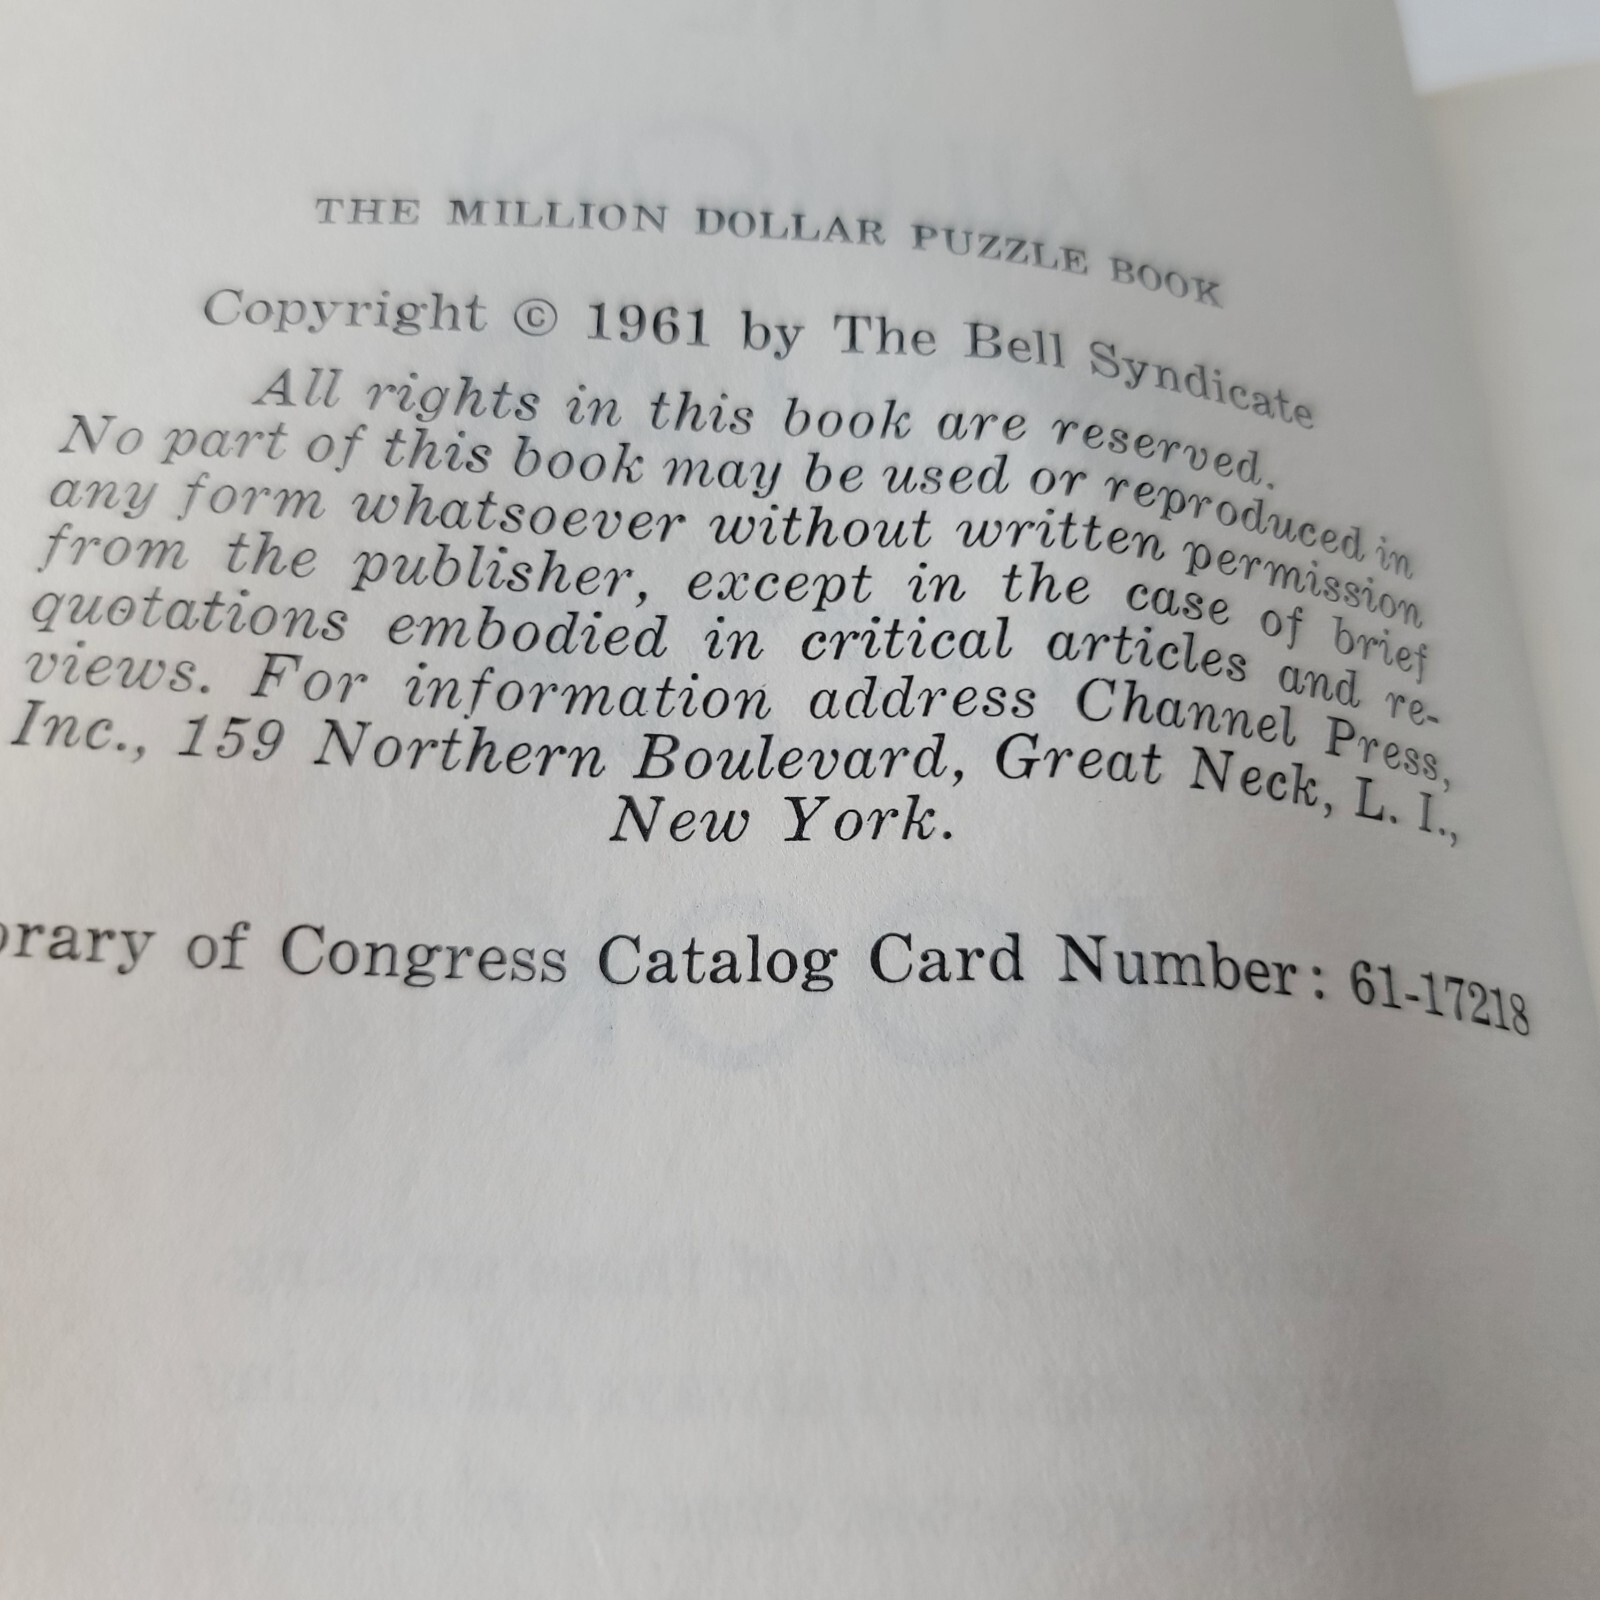 THE MILLION DOLLAR PUZZLE BOOK
Copyright © 1961 by The Bell Syndicate
All rights in this book are reserved.
No part of this book may be used or reproduced in
any form whatsoever without written permission
from the publisher, except in the case of brief
quotations embodied in critical articles and re-
views. For information address Channel Press,
Inc., 159 Northern Boulevard, Great Neck, L. I.,
New York.
brary of Congress Catalog Card Number: 61-17218